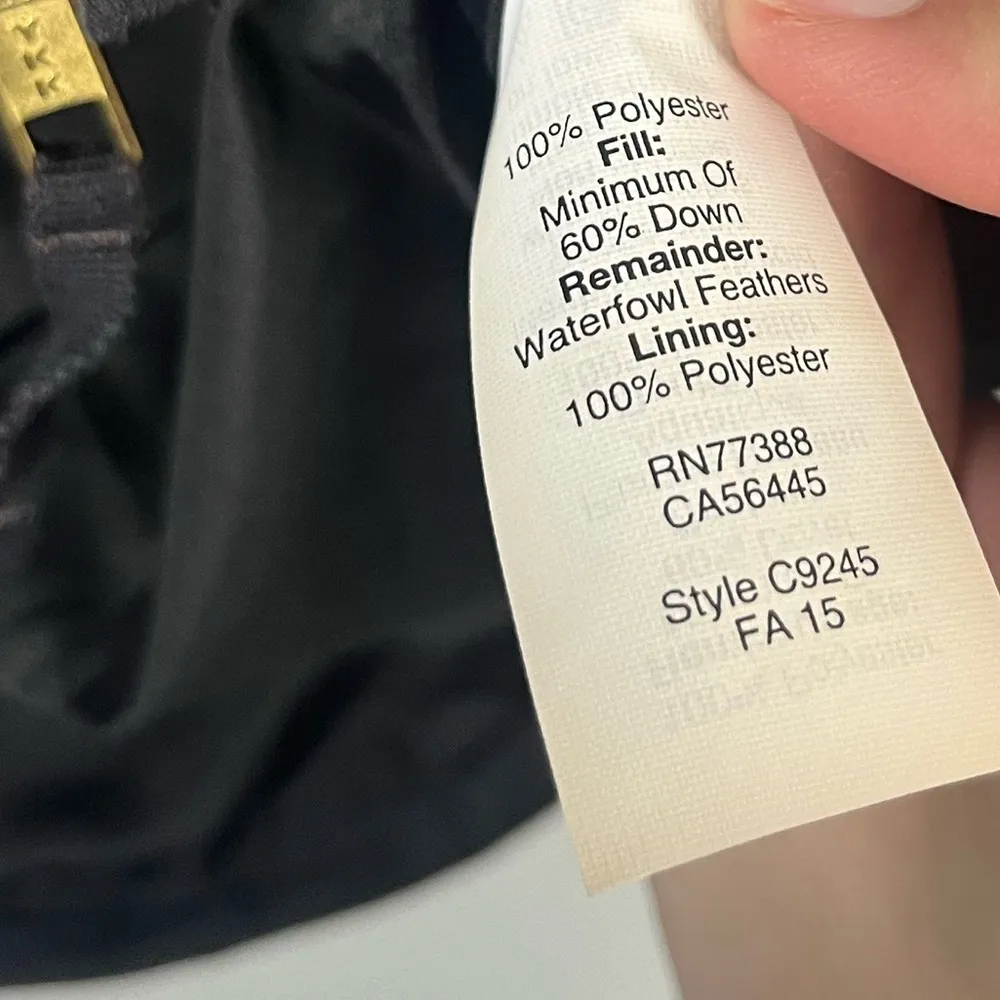 YKK
100% Polyester
Fill:
Minimum Of
60% Down
Remainder:
Waterfowl Feathers
Lining:
100% Polyester
RN77388
CA56445
Style C9245
FA 15